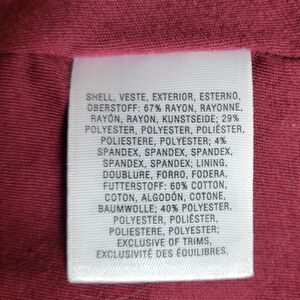 SHELL, VESTE, EXTERIOR, ESTERNO,
OBERSTOFF: 67% RAYON, RAYONNE,
RAYÓN, RAYON, KUNSTSEIDE; 29%
POLYESTER, POLYESTER, POLIÉSTER,
POLIESTERE, POLYESTER; 4%
SPANDEX, SPANDEX, SPANDEX,
SPANDEX, SPANDEX; LINING,
DOUBLURE, FORRO, FODERA,
FUTTERSTOFF: 60% COTTON,
COTON, ALGODÓN, COTONE,
BAUMWOLLE; 40% POLYESTER,
POLYESTER, POLIÉSTER,
POLIESTERE, POLYESTER;
EXCLUSIVE OF TRIMS,
EXCLUSIVITÉ DES ÉQUILIBRES.